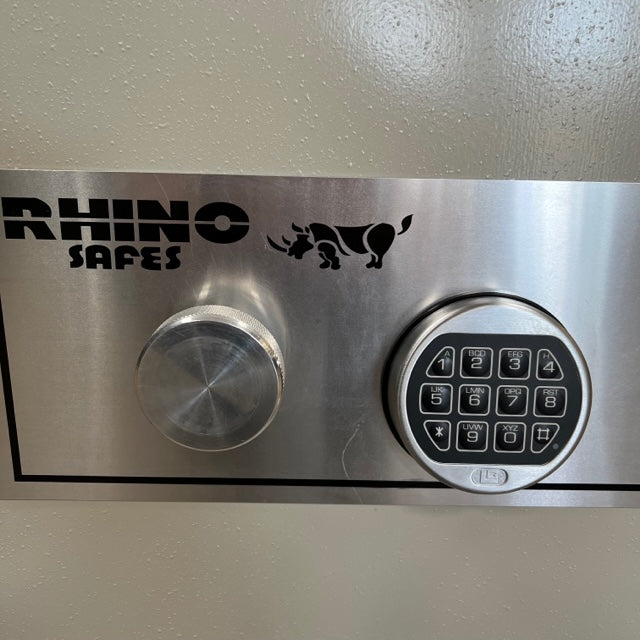 RHINO
SAFES
A BCD EFG H
1 2 3 4
IJK LMN OPQ RST
5 6 7 8
UVW XYZ
* 9 0 #